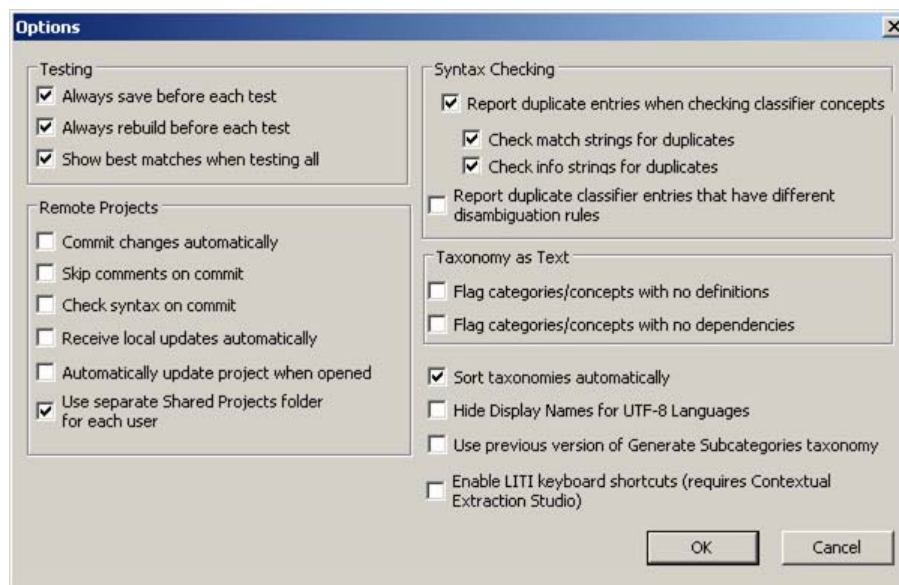 Options
Testing
Always save before each test
Always rebuild before each test
Show best matches when testing all
Remote Projects
Commit changes automatically
Skip comments on commit
Check syntax on commit
Receive local updates automatically
Automatically update project when opened
Use separate Shared Projects folder
for each user
Syntax Checking
Report duplicate entries when checking classifier concepts
Check match strings for duplicates
Check info strings for duplicates
Report duplicate classifier entries that have different
disambiguation rules
Taxonomy as Text
Flag categories/concepts with no definitions
Flag categories/concepts with no dependencies
Sort taxonomies automatically
Hide Display Names for UTF-8 Languages
Use previous version of Generate Subcategories taxonomy
Enable LITI keyboard shortcuts (requires Contextual
Extraction Studio)
OK
Cancel